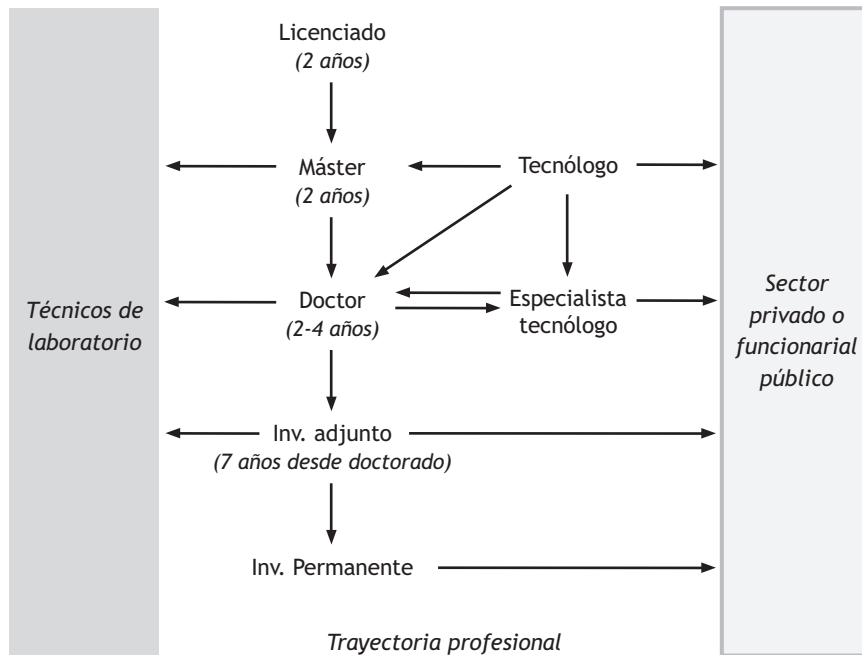 Licenciado
(2 años)
Máster
(2 años)
Tecnólogo
Técnicos de
laboratorio
Doctor
(2-4 años)
Especialista
tecnólogo
Sector
privado o
funcionarial
público
Inv. adjunto
(7 años desde doctorado)
Inv. Permanente
Trayectoria profesional